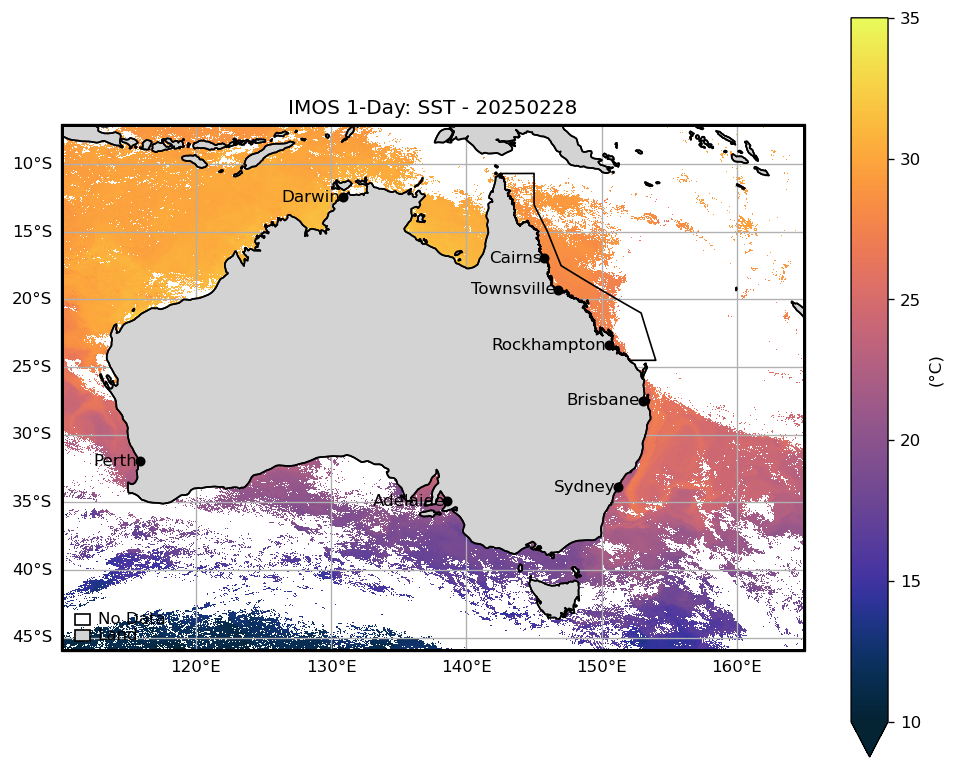 IMOS 1-Day: SST - 20250228
35
30
25
20
15
10
(°C)
10°S
15°S
20°S
25°S
30°S
35°S
40°S
45°S
Darwin
Cairns
Townsville
Rockhampton
Brisbane
Perth
Sydney
Adelaide
No Data
Land
120°E
130°E
140°E
150°E
160°E